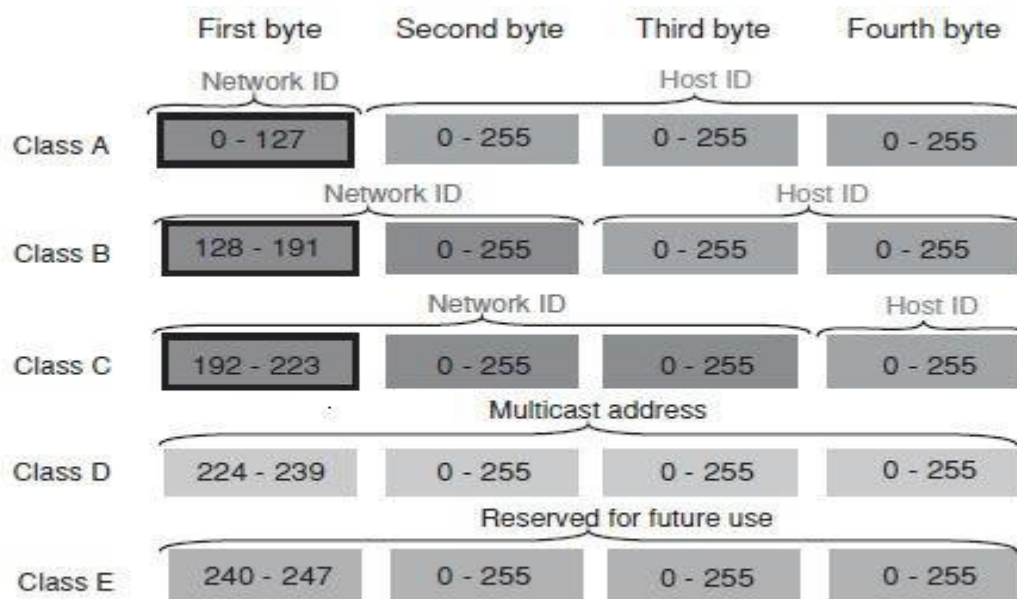 First byte Second byte Third byte Fourth byte
Network ID Host ID
Class A 0 - 127 0 - 255 0 - 255 0 - 255
Network ID Host ID
Class B 128 - 191 0 - 255 0 - 255 0 - 255
Network ID Host ID
Class C 192 - 223 0 - 255 0 - 255 0 - 255
Multicast address
Class D 224 - 239 0 - 255 0 - 255 0 - 255
Reserved for future use
Class E 240 - 247 0 - 255 0 - 255 0 - 255